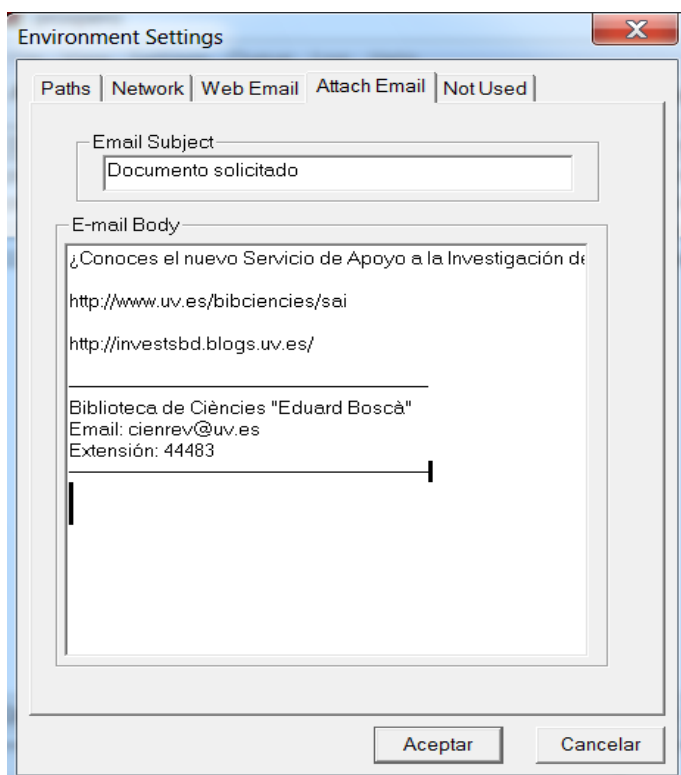 Environment Settings
Paths Network Web Email Attach Email Not Used
Email Subject
Documento solicitado
E-mail Body
¿Conoces el nuevo Servicio de Apoyo a la Investigación de
http://www.uv.es/bibciencies/sai
http://investsbd.blogs.uv.es/
Biblioteca de Ciències "Eduard Boscà"
Email: cienrev@uv.es
Extensión: 44483
Aceptar Cancelar